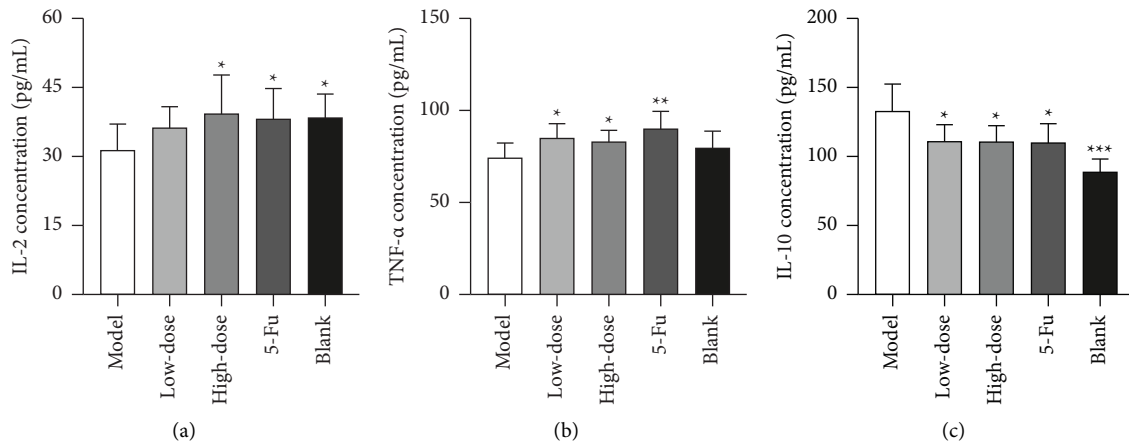 IL-2 concentration (pg/mL)
60
45
30
15
0
*
*
*
Model
Low-dose
High-dose
5-Fu
Blank
(a)
TNF-α concentration (pg/mL)
150
100
50
0
*
*
**
Model
Low-dose
High-dose
5-Fu
Blank
(b)
IL-10 concentration (pg/mL)
200
150
100
50
0
*
*
*
***
Model
Low-dose
High-dose
5-Fu
Blank
(c)